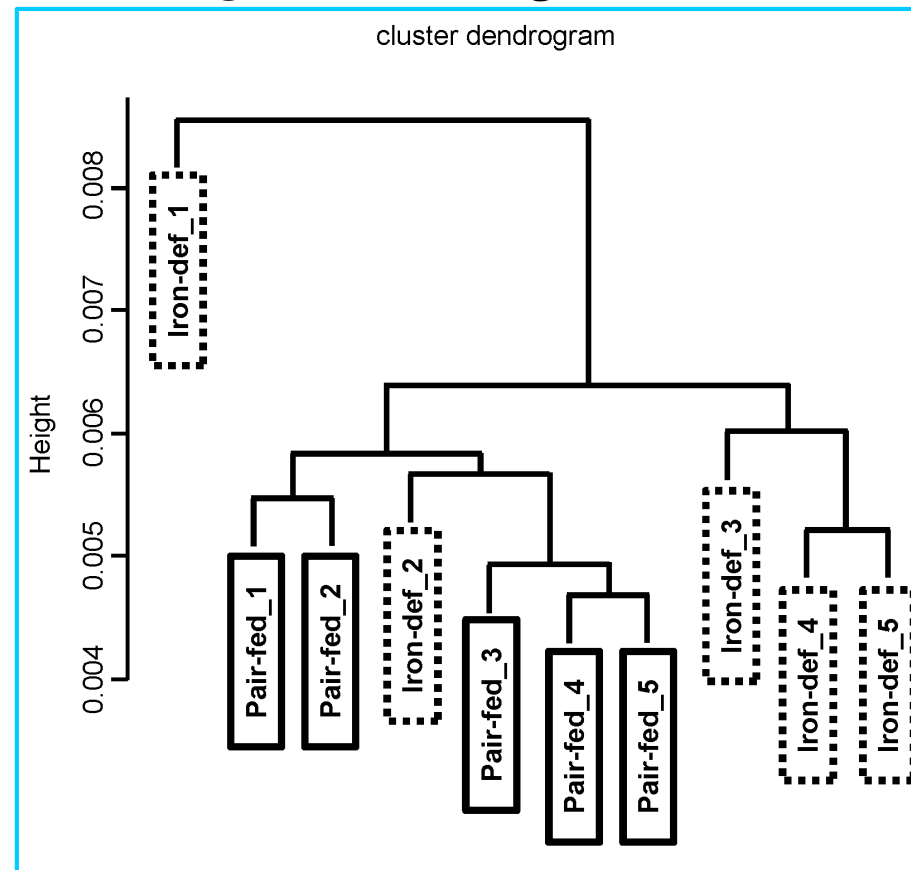 cluster dendrogram
Height
0.008
0.007
0.006
0.005
0.004
Iron-def_1
Pair-fed_1
Pair-fed_2
Iron-def_2
Pair-fed_3
Pair-fed_4
Pair-fed_5
Iron-def_3
Iron-def_4
Iron-def_5